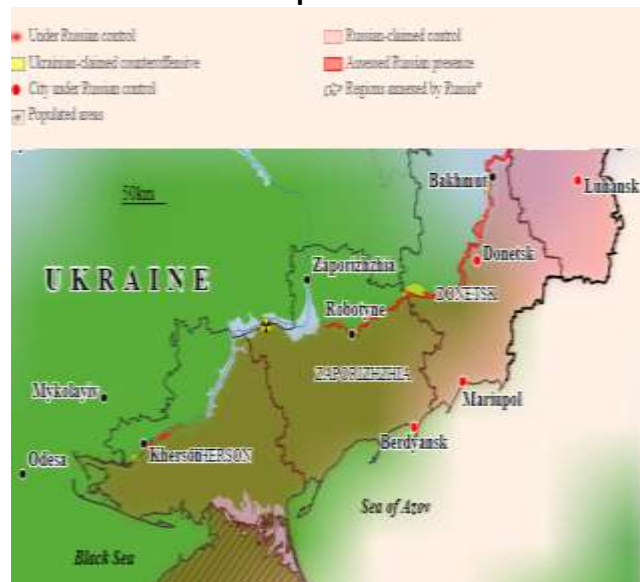 Under Russian control
Russian-claimed control
Ukrainian-claimed counteroffensive
Assessed Russian presence
City under Russian control
Regions annexed by Russia*
Populated areas
50km
Bakhmut
Luhansk
Donetsk
Zaporizhzhia
UKRAINE
DONETSK
Robotyne
ZAPORIZHZHIA
Mykolayiv
Mariupol
Berdyansk
Kherson
HERSON
Odesa
Sea of Azov
Black Sea